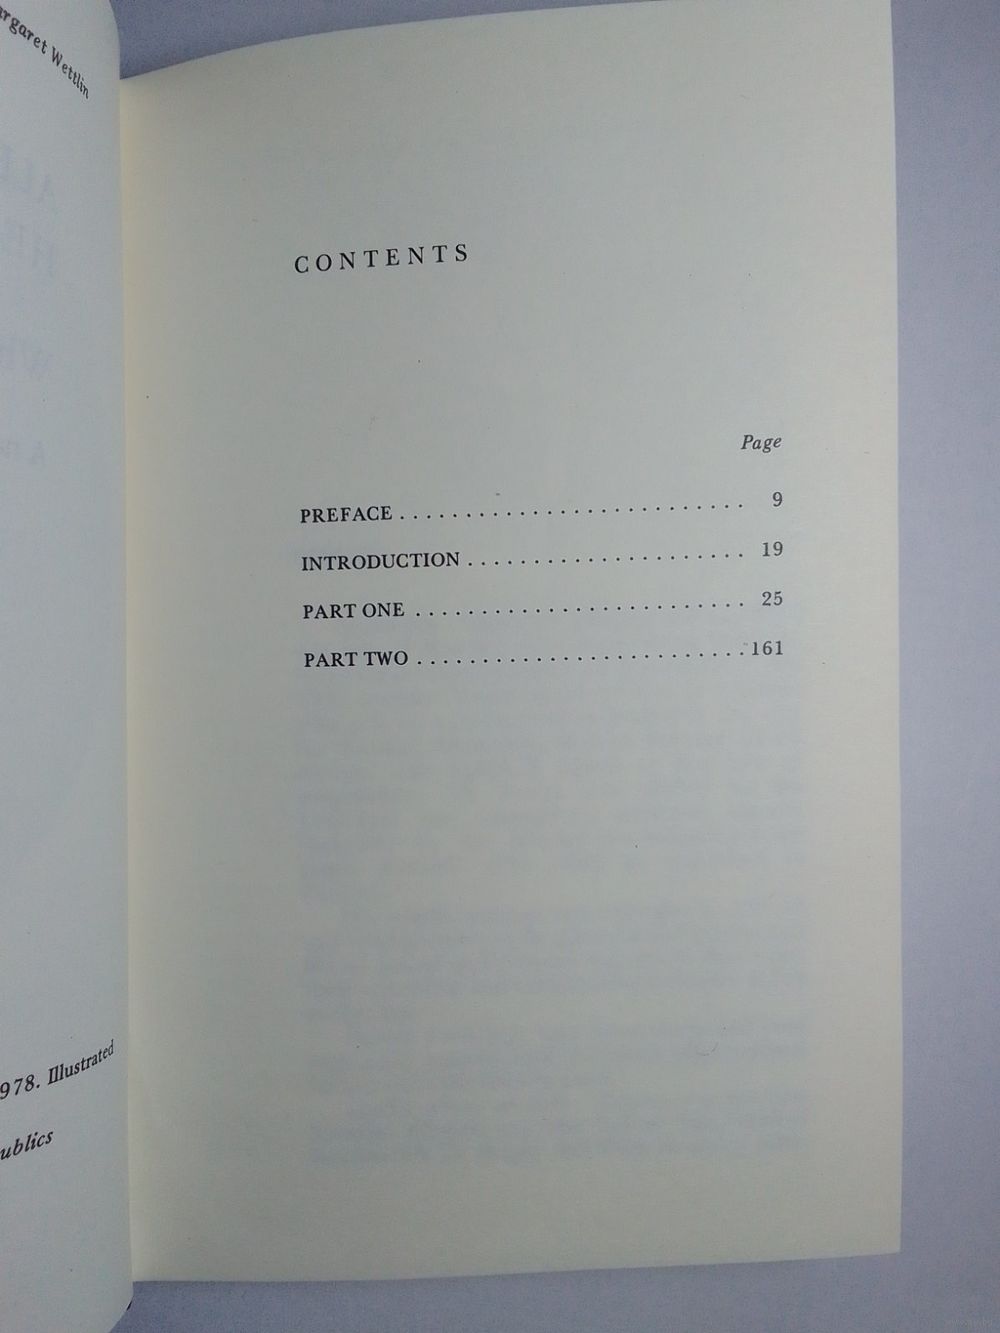 argaret Wettlin
978. Illustrated
ublics
CONTENTS
Page
PREFACE . . . . . . . . . . . . . . . . . . . . . . . . . . . 9
INTRODUCTION . . . . . . . . . . . . . . . . . . . . . . 19
PART ONE . . . . . . . . . . . . . . . . . . . . . . . . . . 25
PART TWO . . . . . . . . . . . . . . . . . . . . . . . . . . 161